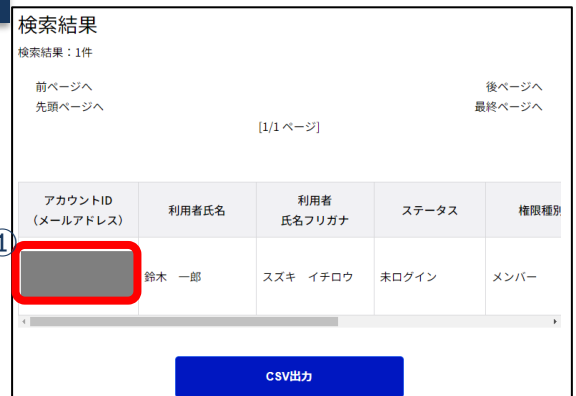 検索結果
検索結果：1件
前ページへ 後ページへ
先頭ページへ 最終ページへ
[1/1 ページ]
アカウントID
（メールアドレス） 利用者氏名 利用者
氏名フリガナ ステータス 権限種別
①
鈴木　一郎 スズキ　イチロウ 未ログイン メンバー
CSV出力